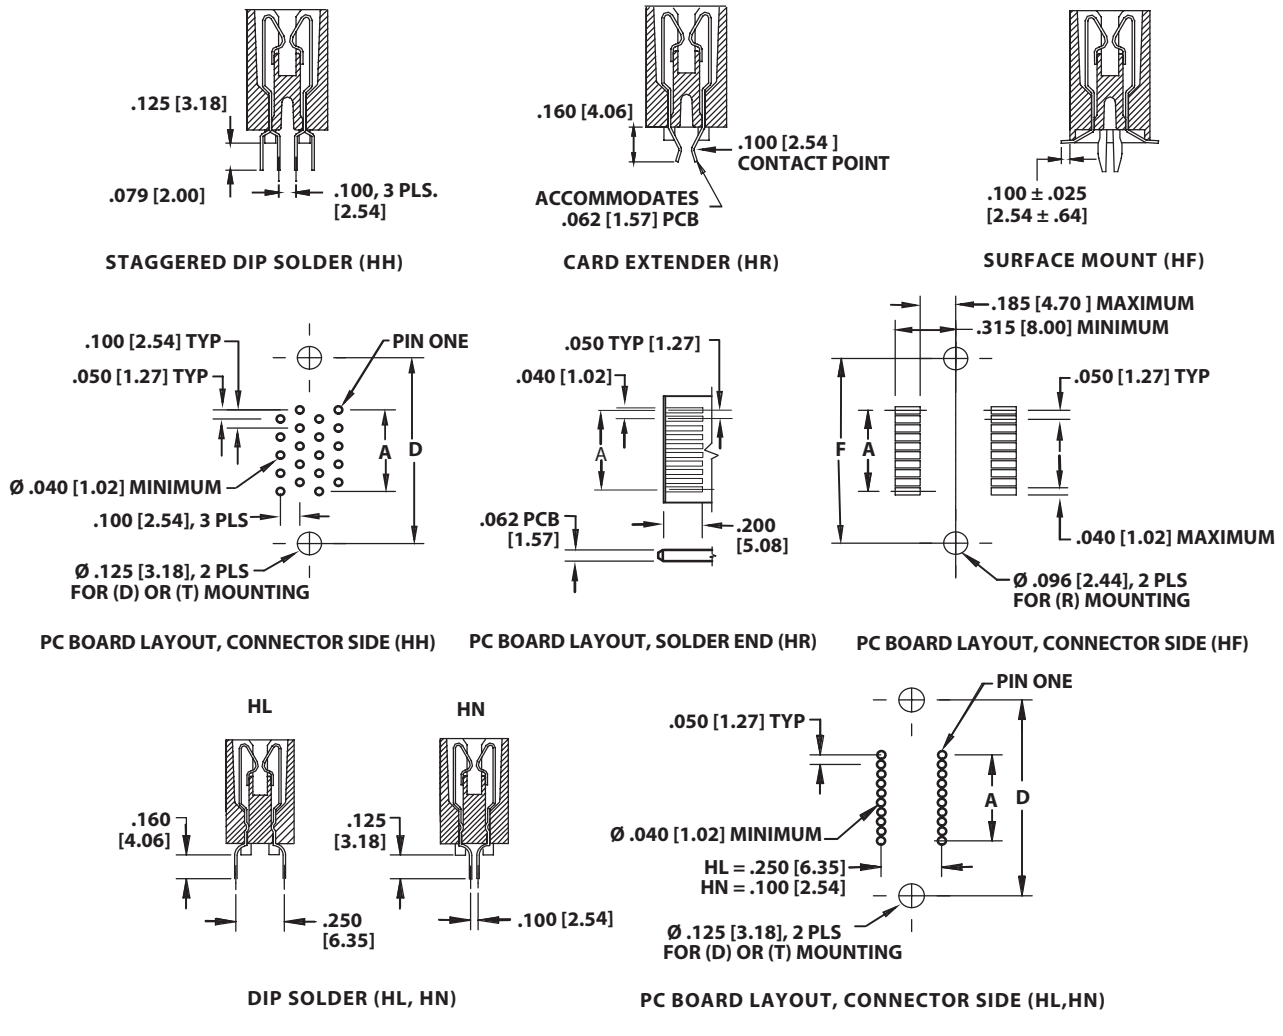 .125 [3.18]
.079 [2.00]
.100, 3 PLS.
[2.54]
STAGGERED DIP SOLDER (HH)
.160 [4.06]
.100 [2.54 ]
CONTACT POINT
ACCOMMODATES
.062 [1.57] PCB
CARD EXTENDER (HR)
.100 ± .025
[2.54 ± .64]
SURFACE MOUNT (HF)
.100 [2.54] TYP
.050 [1.27] TYP
PIN ONE
A
D
Ø .040 [1.02] MINIMUM
.100 [2.54], 3 PLS
Ø .125 [3.18], 2 PLS
FOR (D) OR (T) MOUNTING
PC BOARD LAYOUT, CONNECTOR SIDE (HH)
.050 TYP [1.27]
.040 [1.02]
A
.062 PCB
[1.57]
.200
[5.08]
PC BOARD LAYOUT, SOLDER END (HR)
.185 [4.70 ] MAXIMUM
.315 [8.00] MINIMUM
.050 [1.27] TYP
F
A
.040 [1.02] MAXIMUM
Ø .096 [2.44], 2 PLS
FOR (R) MOUNTING
PC BOARD LAYOUT, CONNECTOR SIDE (HF)
HL
HN
.160
[4.06]
.125
[3.18]
.250
[6.35]
.100 [2.54]
DIP SOLDER (HL, HN)
PIN ONE
.050 [1.27] TYP
A
D
Ø .040 [1.02] MINIMUM
HL = .250 [6.35]
HN = .100 [2.54]
Ø .125 [3.18], 2 PLS
FOR (D) OR (T) MOUNTING
PC BOARD LAYOUT, CONNECTOR SIDE (HL,HN)